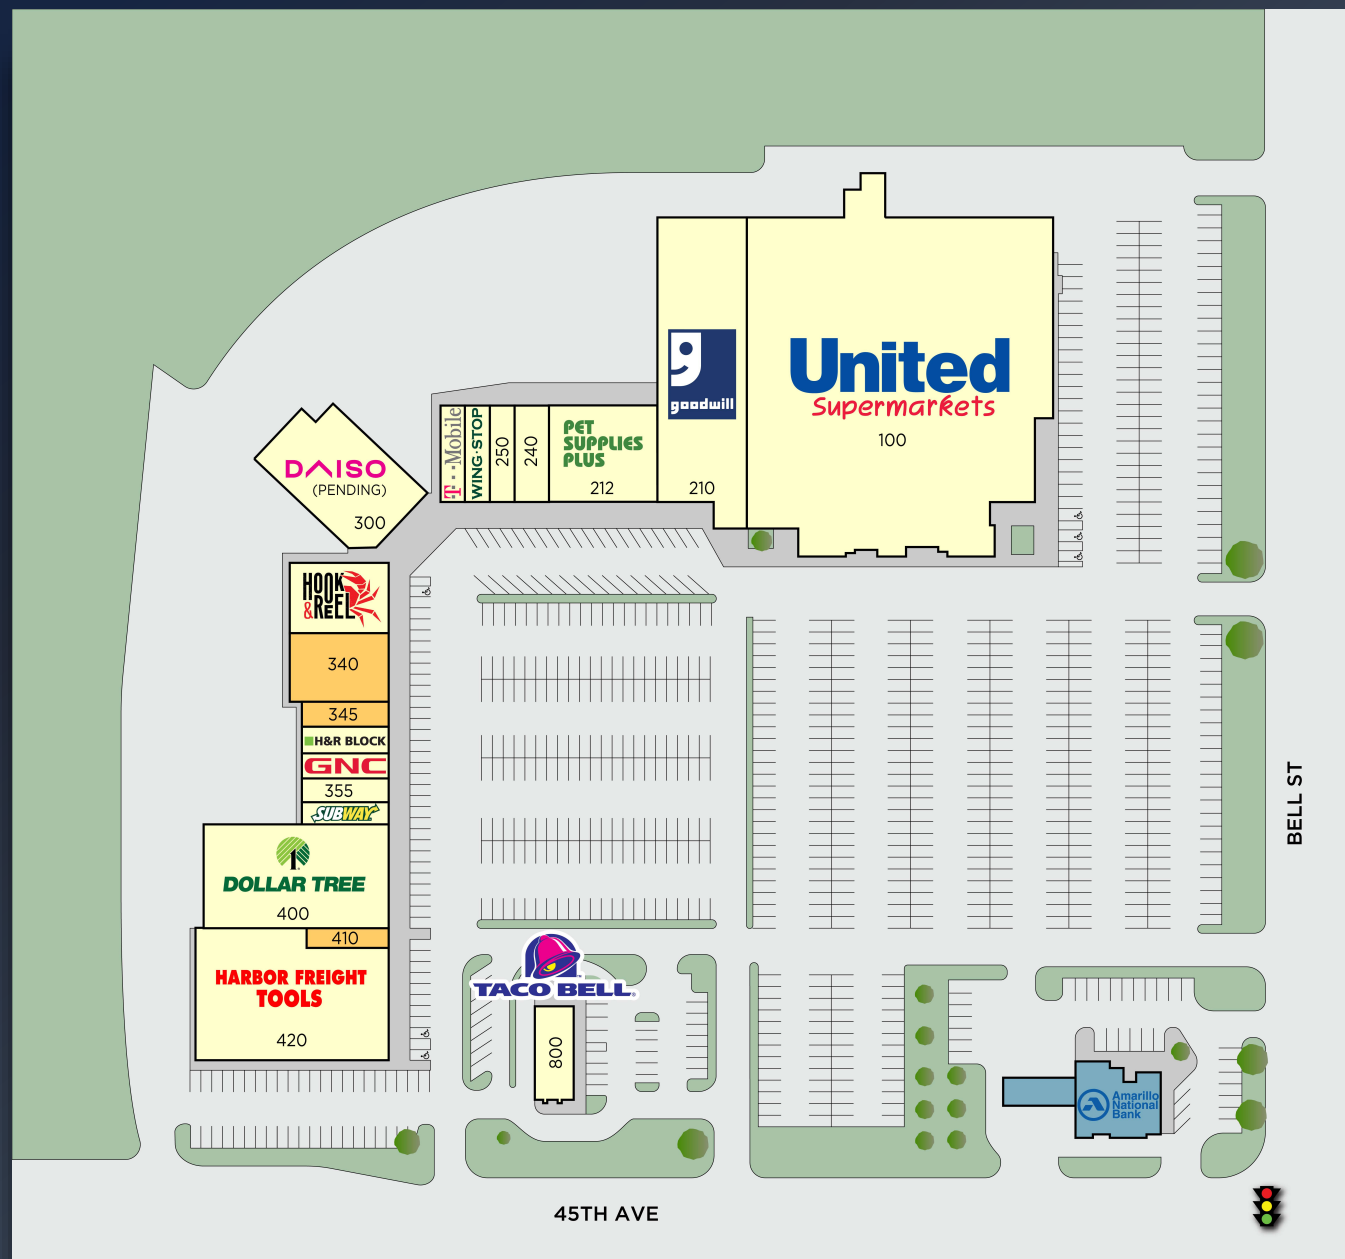 goodwill
210
United
Supermarkets
100
T··Mobile
WING·STOP
250
240
PET
SUPPLIES
PLUS
212
DAISO
(PENDING)
300
HOOK
& REEL
340
345
H&R BLOCK
GNC
355
SUBWAY
DOLLAR TREE
400
410
HARBOR FREIGHT
TOOLS
420
TACO BELL
800
Amarillo
National
Bank
BELL ST
45TH AVE